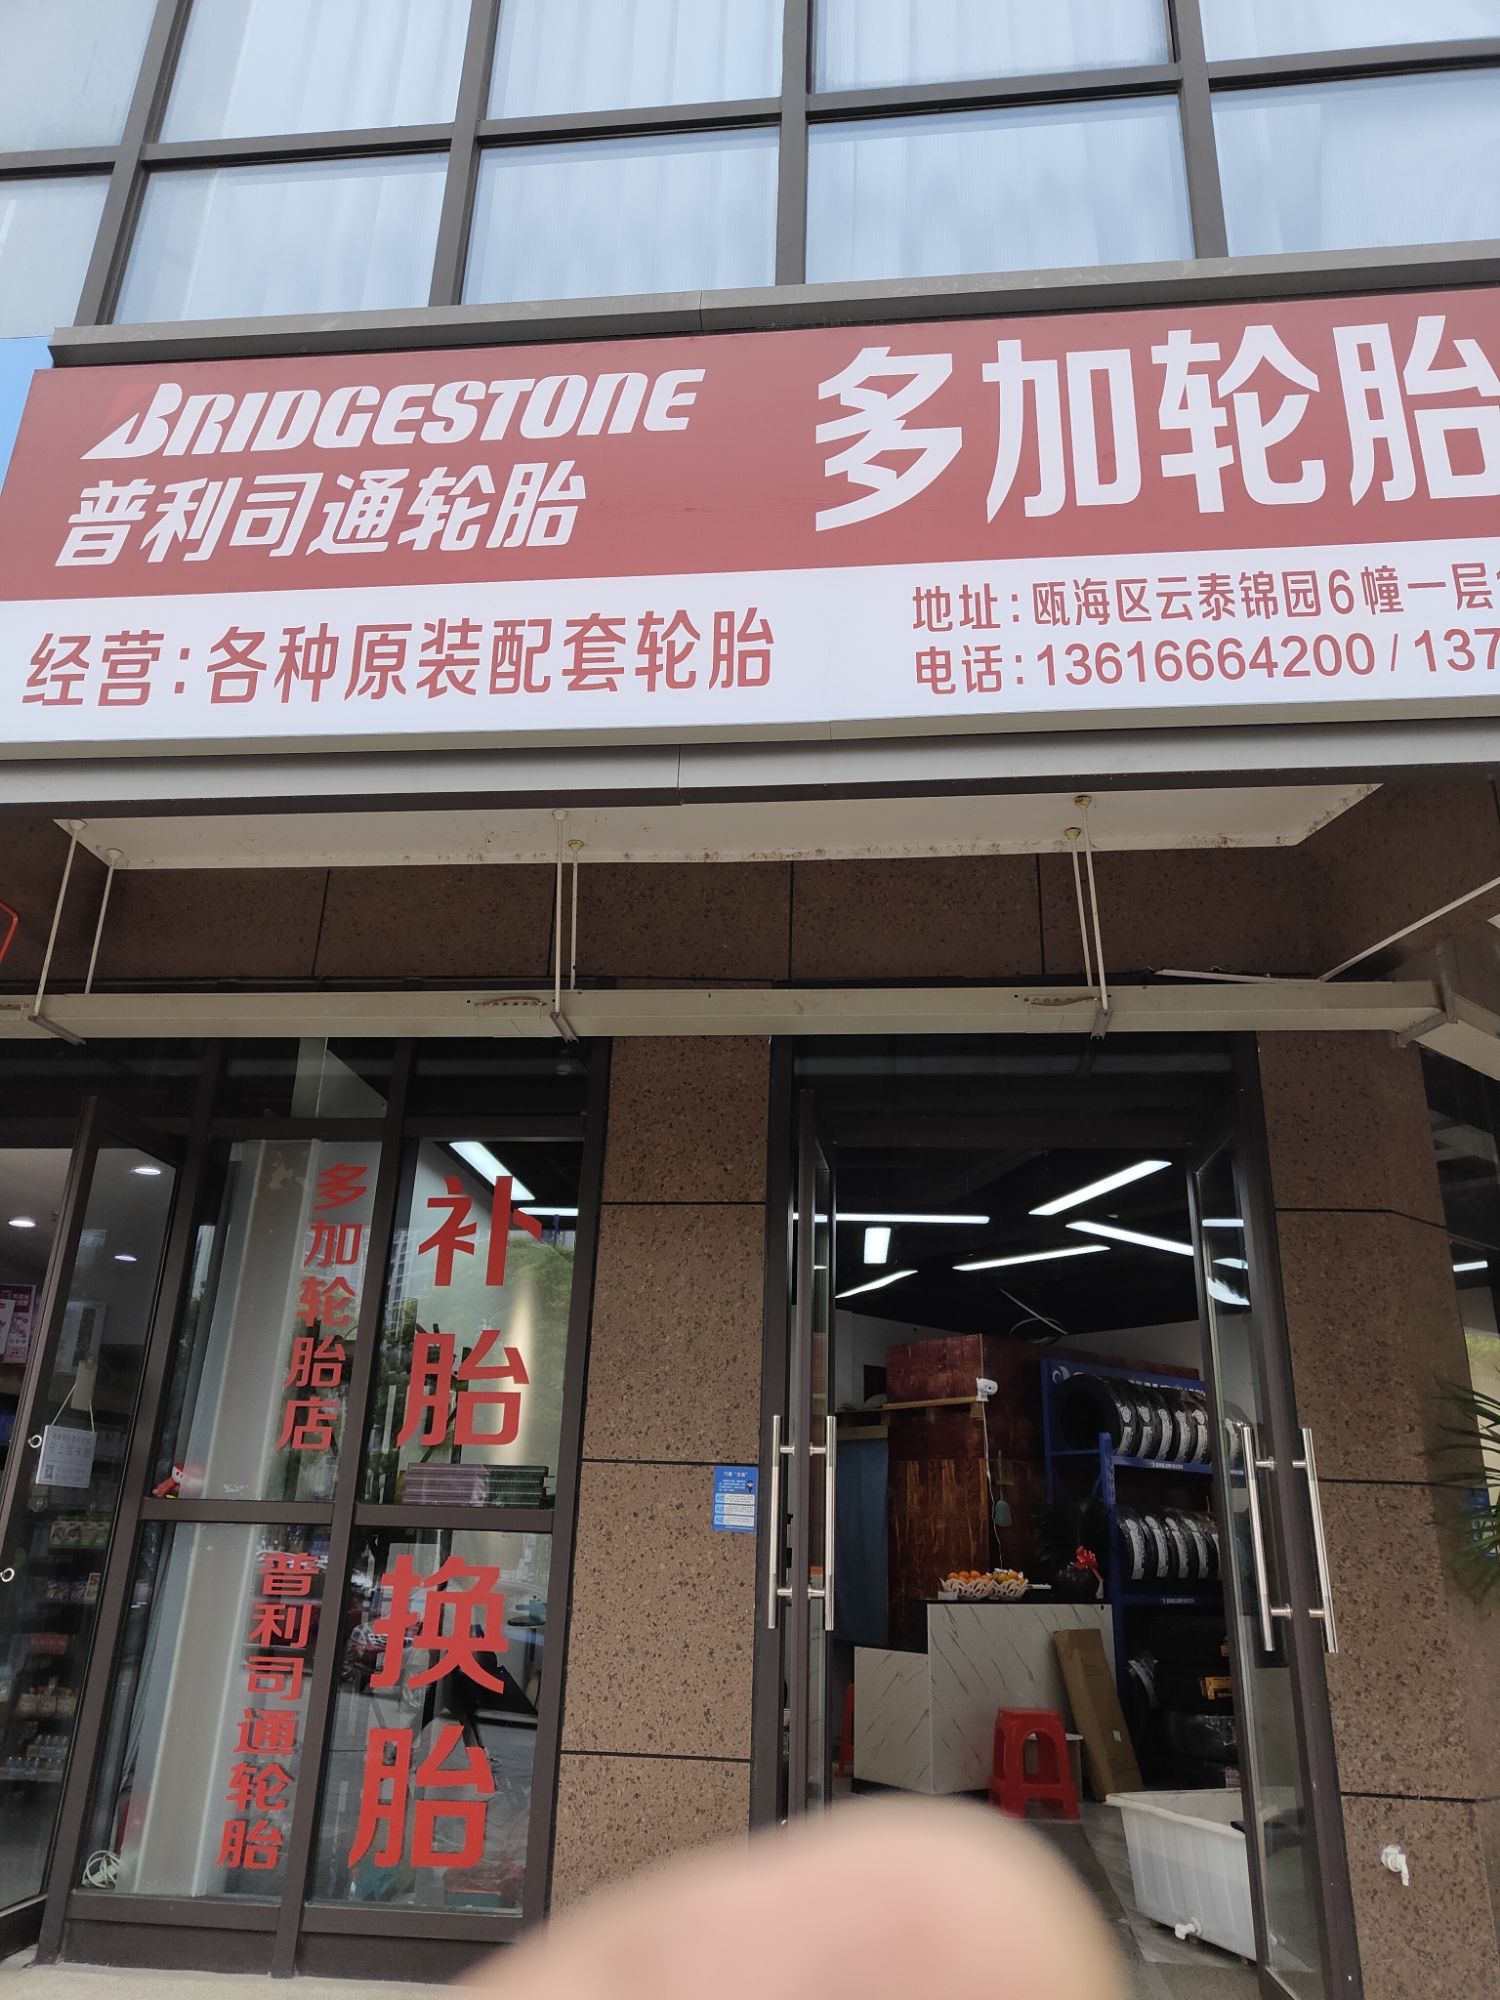 BRIDGESTONE
普利司通轮胎
多加轮胎
经营:各种原装配套轮胎
地址:瓯海区云泰锦园6幢一层
电话:13616664200/137
多加轮胎店
补胎
换胎
普利司通轮胎